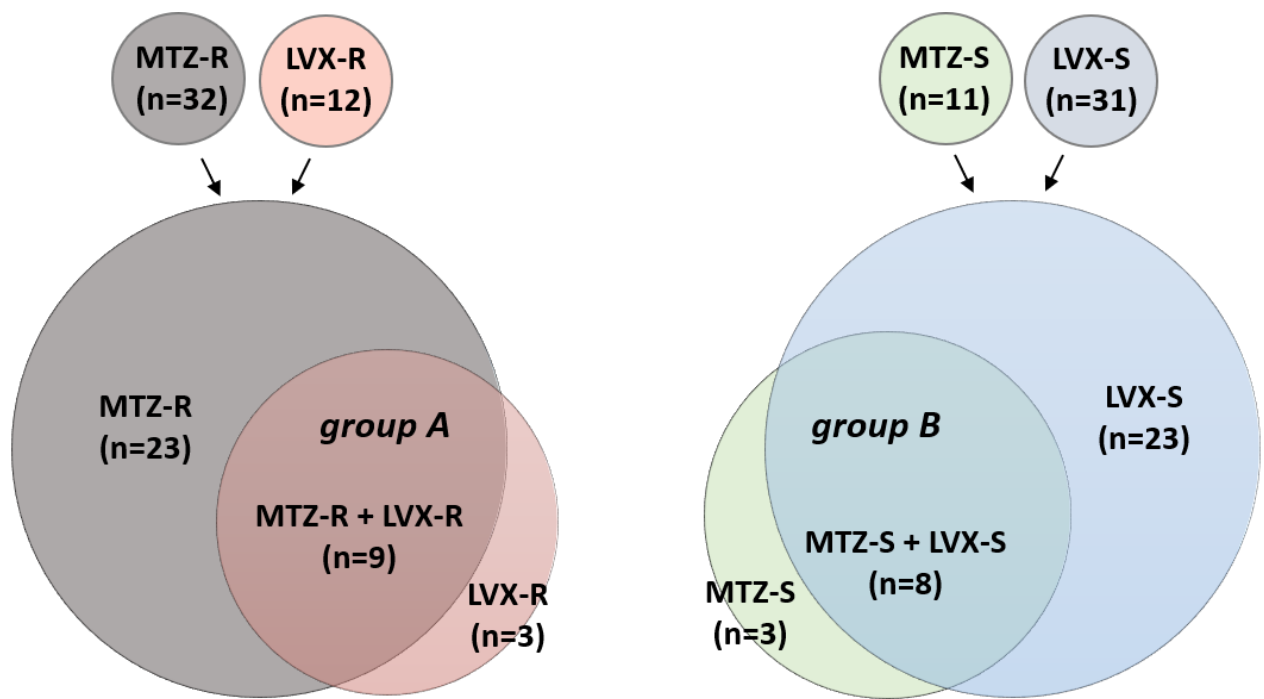 MTZ-R
(n=32)
LVX-R
(n=12)
MTZ-S
(n=11)
LVX-S
(n=31)
MTZ-R
(n=23)
group A
MTZ-R + LVX-R
(n=9)
LVX-R
(n=3)
group B
LVX-S
(n=23)
MTZ-S + LVX-S
(n=8)
MTZ-S
(n=3)